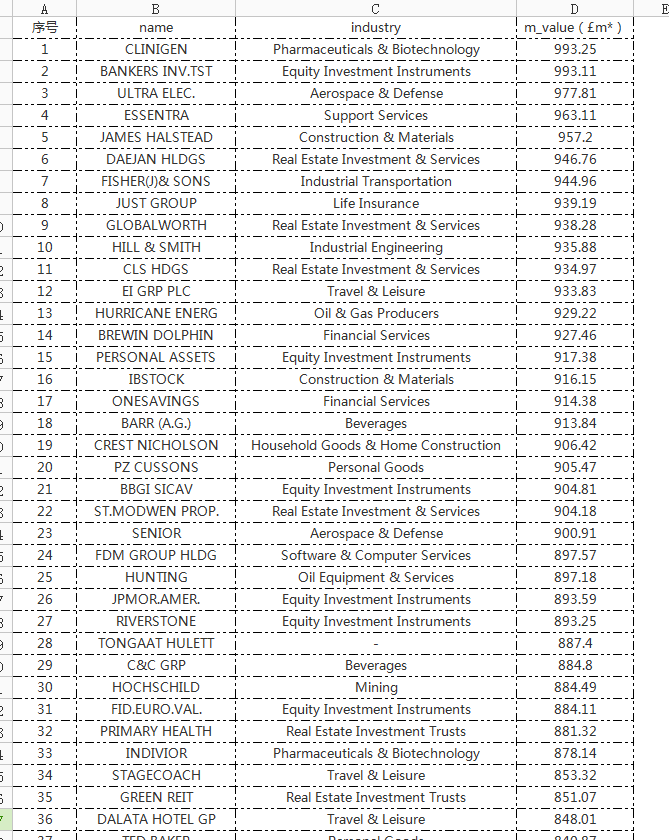 A B C D E
序号 name industry m_value（£m*）
1 CLINIGEN Pharmaceuticals & Biotechnology 993.25
2 BANKERS INV.TST Equity Investment Instruments 993.11
3 ULTRA ELEC. Aerospace & Defense 977.81
4 ESSENTRA Support Services 963.11
5 JAMES HALSTEAD Construction & Materials 957.2
6 DAEJAN HLDGS Real Estate Investment & Services 946.76
7 FISHER(J)& SONS Industrial Transportation 944.96
8 JUST GROUP Life Insurance 939.19
9 GLOBALWORTH Real Estate Investment & Services 938.28
10 HILL & SMITH Industrial Engineering 935.88
11 CLS HDGS Real Estate Investment & Services 934.97
12 EI GRP PLC Travel & Leisure 933.83
13 HURRICANE ENERG Oil & Gas Producers 929.22
14 BREWIN DOLPHIN Financial Services 927.46
15 PERSONAL ASSETS Equity Investment Instruments 917.38
16 IBSTOCK Construction & Materials 916.15
17 ONESAVINGS Financial Services 914.38
18 BARR (A.G.) Beverages 913.84
19 CREST NICHOLSON Household Goods & Home Construction 906.42
20 PZ CUSSONS Personal Goods 905.47
21 BBGI SICAV Equity Investment Instruments 904.81
22 ST.MODWEN PROP. Real Estate Investment & Services 904.18
23 SENIOR Aerospace & Defense 900.91
24 FDM GROUP HLDG Software & Computer Services 897.57
25 HUNTING Oil Equipment & Services 897.18
26 JPMOR.AMER. Equity Investment Instruments 893.59
27 RIVERSTONE Equity Investment Instruments 893.25
28 TONGAAT HULETT - 887.4
29 C&C GRP Beverages 884.8
30 HOCHSCHILD Mining 884.49
31 FID.EURO.VAL. Equity Investment Instruments 884.11
32 PRIMARY HEALTH Real Estate Investment Trusts 881.32
33 INDIVIOR Pharmaceuticals & Biotechnology 878.14
34 STAGECOACH Travel & Leisure 853.32
35 GREEN REIT Real Estate Investment Trusts 851.07
36 DALATA HOTEL GP Travel & Leisure 848.01
37 TED BAKER Personal Goods 840.87